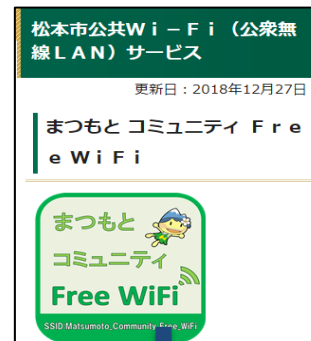 松本市公共Ｗｉ－Ｆｉ（公衆無
線ＬＡＮ）サービス
更新日：2018年12月27日
まつもと コミュニティ Ｆｒｅ
ｅ ＷｉＦｉ
まつもと
コミュニティ
Free WiFi
SSID:Matsumoto_Community_Free_WiFi